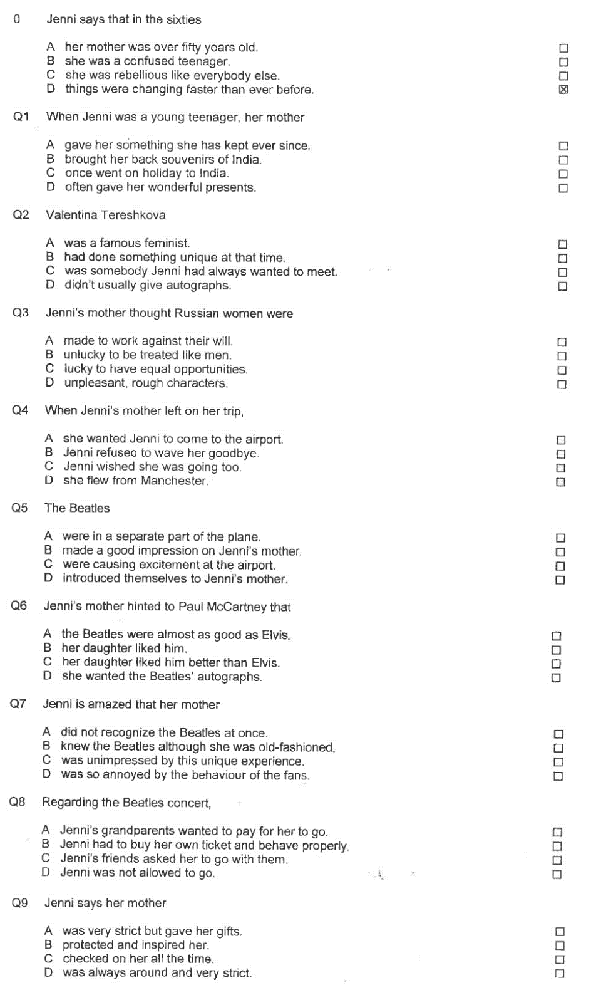 0 Jenni says that in the sixties
A her mother was over fifty years old.
B she was a confused teenager.
C she was rebellious like everybody else.
D things were changing faster than ever before.
Q1 When Jenni was a young teenager, her mother
A gave her something she has kept ever since.
B brought her back souvenirs of India.
C once went on holiday to India.
D often gave her wonderful presents.
Q2 Valentina Tereshkova
A was a famous feminist.
B had done something unique at that time.
C was somebody Jenni had always wanted to meet.
D didn't usually give autographs.
Q3 Jenni's mother thought Russian women were
A made to work against their will.
B unlucky to be treated like men.
C lucky to have equal opportunities.
D unpleasant, rough characters.
Q4 When Jenni's mother left on her trip,
A she wanted Jenni to come to the airport.
B Jenni refused to wave her goodbye.
C Jenni wished she was going too.
D she flew from Manchester.
Q5 The Beatles
A were in a separate part of the plane.
B made a good impression on Jenni's mother.
C were causing excitement at the airport.
D introduced themselves to Jenni's mother.
Q6 Jenni's mother hinted to Paul McCartney that
A the Beatles were almost as good as Elvis.
B her daughter liked him.
C her daughter liked him better than Elvis.
D she wanted the Beatles' autographs.
Q7 Jenni is amazed that her mother
A did not recognize the Beatles at once.
B knew the Beatles although she was old-fashioned.
C was unimpressed by this unique experience.
D was so annoyed by the behaviour of the fans.
Q8 Regarding the Beatles concert,
A Jenni's grandparents wanted to pay for her to go.
B Jenni had to buy her own ticket and behave properly.
C Jenni's friends asked her to go with them.
D Jenni was not allowed to go.
Q9 Jenni says her mother
A was very strict but gave her gifts.
B protected and inspired her.
C checked on her all the time.
D was always around and very strict.